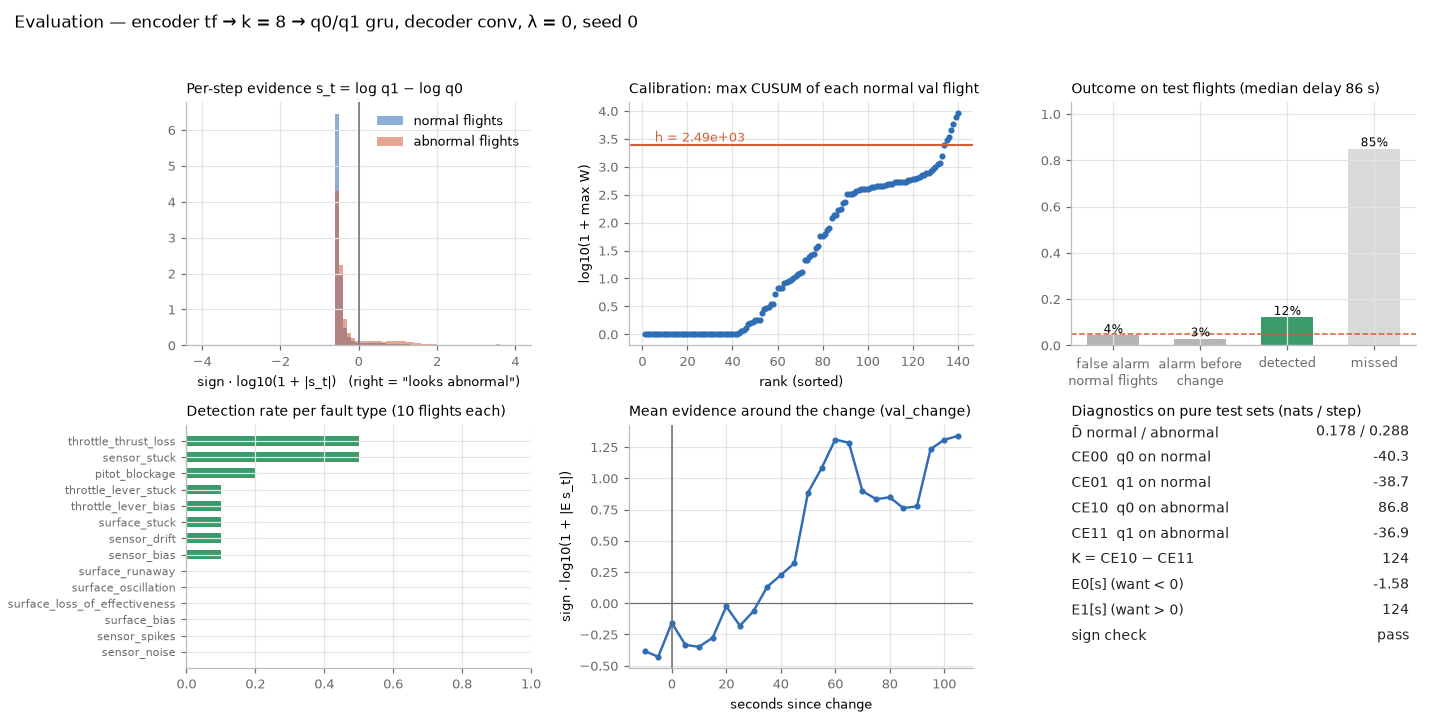 Evaluation — encoder tf → k = 8 → q0/q1 gru, decoder conv, λ = 0, seed 0
Per-step evidence s_t = log q1 − log q0
normal flights
abnormal flights
6
5
4
3
2
1
0
−4
−2
0
2
4
sign · log10(1 + |s_t|)   (right = "looks abnormal")
Calibration: max CUSUM of each normal val flight
h = 2.49e+03
log10(1 + max W)
4.0
3.5
3.0
2.5
2.0
1.5
1.0
0.5
0.0
0
20
40
60
80
100
120
140
rank (sorted)
Outcome on test flights (median delay 86 s)
1.0
0.8
0.6
0.4
0.2
0.0
4%
3%
12%
85%
false alarm
normal flights
alarm before
change
detected
missed
Detection rate per fault type (10 flights each)
throttle_thrust_loss
sensor_stuck
pitot_blockage
throttle_lever_stuck
throttle_lever_bias
surface_stuck
sensor_drift
sensor_bias
surface_runaway
surface_oscillation
surface_loss_of_effectiveness
surface_bias
sensor_spikes
sensor_noise
0.0
0.2
0.4
0.6
0.8
1.0
Mean evidence around the change (val_change)
sign · log10(1 + |E s_t|)
1.25
1.00
0.75
0.50
0.25
0.00
−0.25
−0.50
0
20
40
60
80
100
seconds since change
Diagnostics on pure test sets (nats / step)
D̄ normal / abnormal 0.178 / 0.288
CE00  q0 on normal -40.3
CE01  q1 on normal -38.7
CE10  q0 on abnormal 86.8
CE11  q1 on abnormal -36.9
K = CE10 − CE11 124
E0[s] (want < 0) -1.58
E1[s] (want > 0) 124
sign check pass